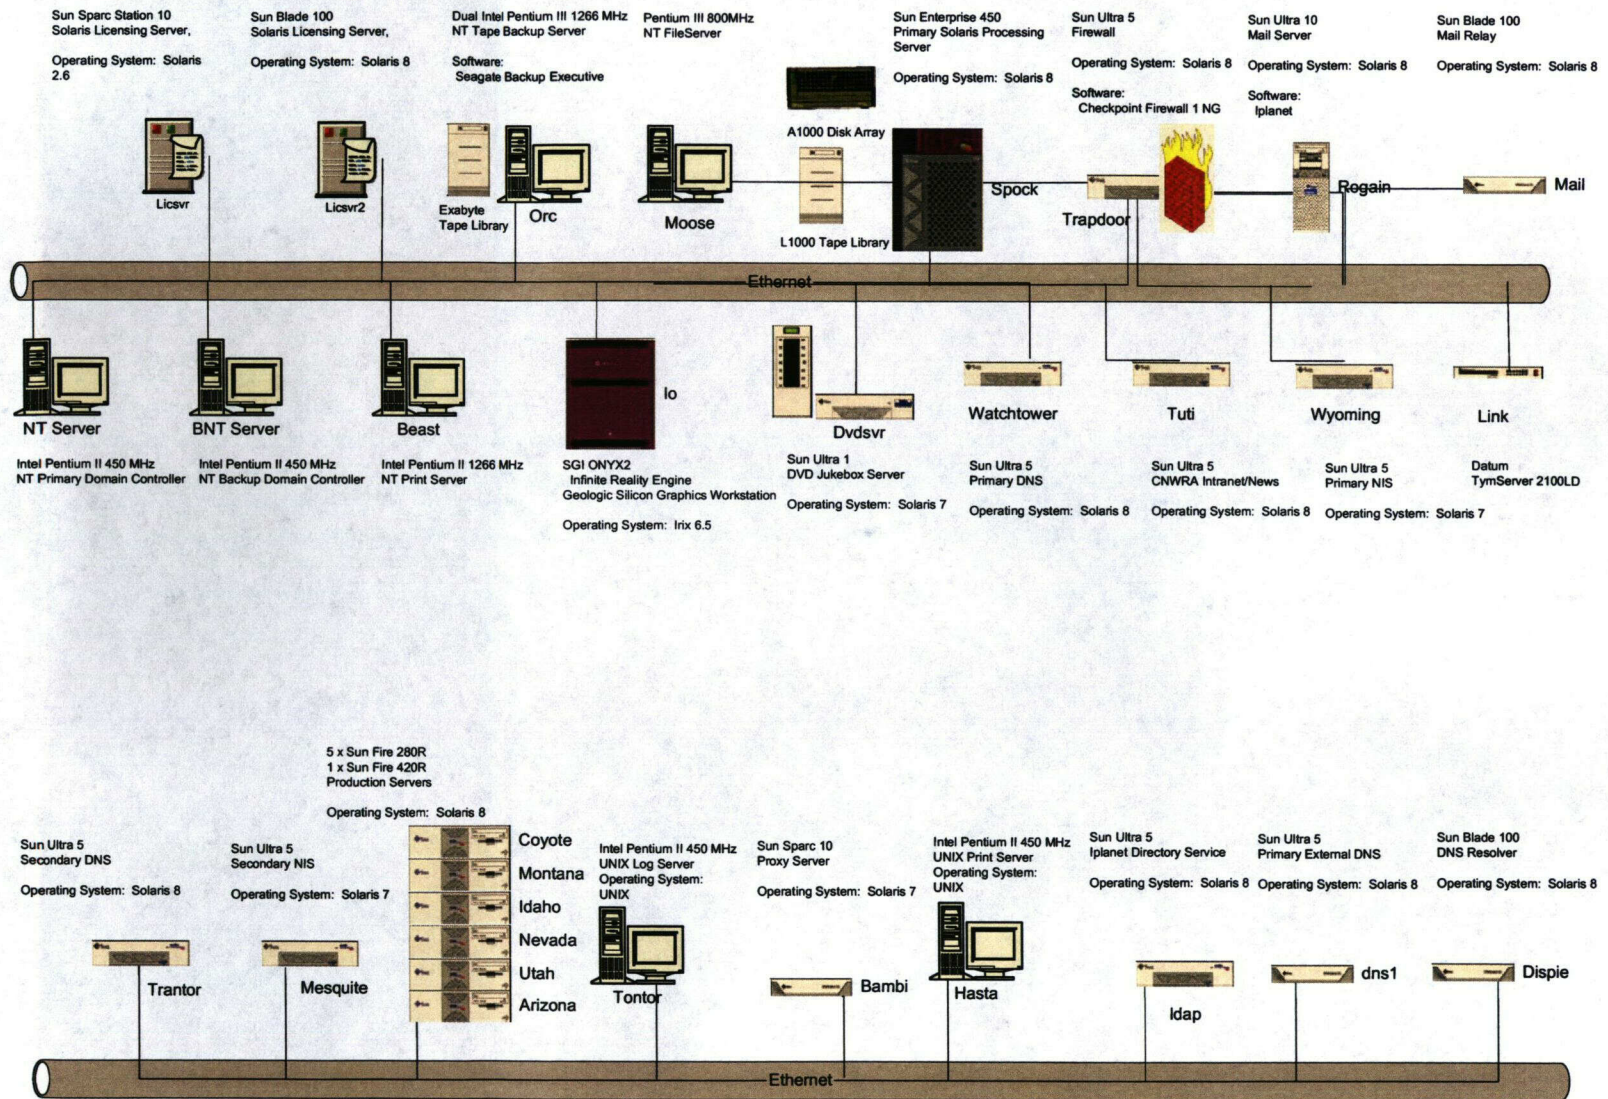 Sun Sparc Station 10
Solaris Licensing Server,
Operating System: Solaris
2.6
Sun Blade 100
Solaris Licensing Server,
Operating System: Solaris 8
Dual Intel Pentium III 1266 MHz
NT Tape Backup Server
Software:
Seagate Backup Executive
Pentium III 800MHz
NT FileServer
Sun Enterprise 450
Primary Solaris Processing
Server
Operating System: Solaris 8
Sun Ultra 5
Firewall
Operating System: Solaris 8
Software:
Checkpoint Firewall 1 NG
Sun Ultra 10
Mail Server
Operating System: Solaris 8
Software:
Iplanet
Sun Blade 100
Mail Relay
Operating System: Solaris 8
Licsvr
Licsvr2
Exabyte
Tape Library
Orc
Moose
A1000 Disk Array
L1000 Tape Library
Spock
Trapdoor
Rogain
Mail
Ethernet
NT Server
BNT Server
Beast
Io
Dvdsvr
Watchtower
Tuti
Wyoming
Link
Intel Pentium II 450 MHz
NT Primary Domain Controller
Intel Pentium II 450 MHz
NT Backup Domain Controller
Intel Pentium II 1266 MHz
NT Print Server
SGI ONYX2
Infinite Reality Engine
Geologic Silicon Graphics Workstation
Operating System: Irix 6.5
Sun Ultra 1
DVD Jukebox Server
Operating System: Solaris 7
Sun Ultra 5
Primary DNS
Operating System: Solaris 8
Sun Ultra 5
CNWRA Intranet/News
Operating System: Solaris 8
Sun Ultra 5
Primary NIS
Operating System: Solaris 7
Datum
TymServer 2100LD
Sun Ultra 5
Secondary DNS
Operating System: Solaris 8
Sun Ultra 5
Secondary NIS
Operating System: Solaris 7
5 x Sun Fire 280R
1 x Sun Fire 420R
Production Servers
Operating System: Solaris 8
Coyote
Montana
Idaho
Nevada
Utah
Arizona
Intel Pentium II 450 MHz
UNIX Log Server
Operating System:
UNIX
Sun Sparc 10
Proxy Server
Operating System: Solaris 7
Intel Pentium II 450 MHz
UNIX Print Server
Operating System:
UNIX
Sun Ultra 5
Iplanet Directory Service
Operating System: Solaris 8
Sun Ultra 5
Primary External DNS
Operating System: Solaris 8
Sun Blade 100
DNS Resolver
Operating System: Solaris 8
Trantor
Mesquite
Tontor
Bambi
Hasta
ldap
dns1
Dispie
Ethernet